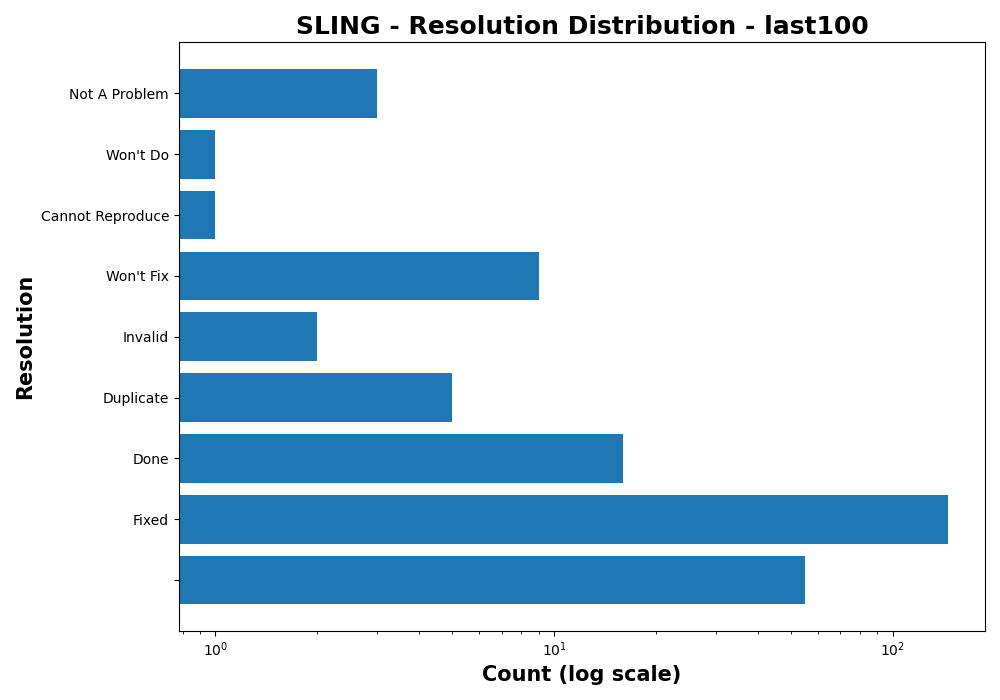 SLING - Resolution Distribution - last100
Not A Problem
Won't Do
Cannot Reproduce
Won't Fix
Invalid
Duplicate
Done
Fixed
Resolution
10⁰ 10¹ 10²
Count (log scale)